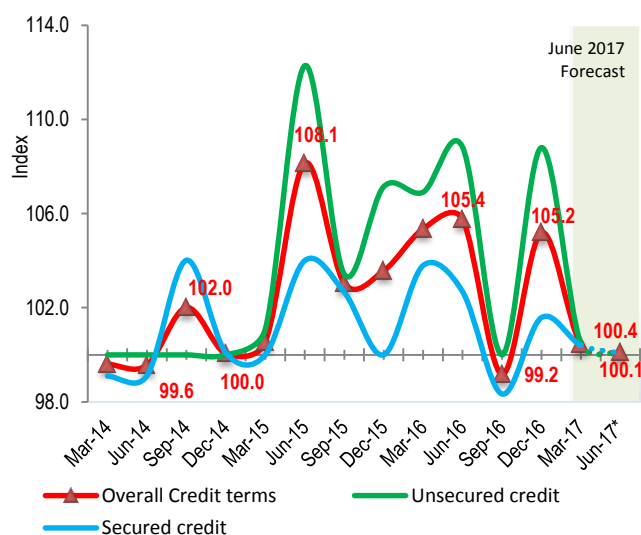 114.0
110.0
106.0
102.0
98.0
Index
June 2017
Forecast
108.1
105.4
105.2
102.0
99.6
100.0
99.2
100.4
100.1
Mar-14
Jun-14
Sep-14
Dec-14
Mar-15
Jun-15
Sep-15
Dec-15
Mar-16
Jun-16
Sep-16
Dec-16
Mar-17
Jun-17*
Overall Credit terms
Unsecured credit
Secured credit